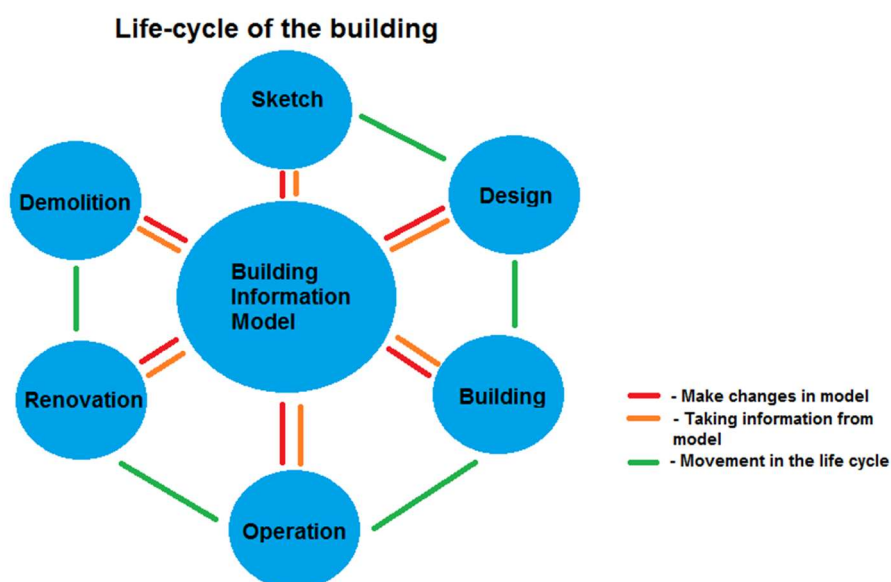 Life-cycle of the building
Sketch
Design
Demolition
Building
Information
Model
Building
Renovation
Operation
- Make changes in model
- Taking information from
model
- Movement in the life cycle